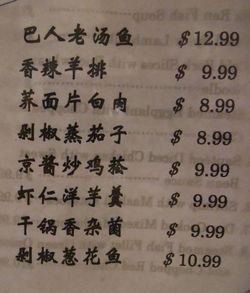 巴人老汤鱼 $12.99
香辣羊排 $ 9.99
荞面片白肉 $ 8.99
剁椒蒸茄子 $ 8.99
京酱炒鸡菘 $ 9.99
虾仁洋芋羹 $ 9.99
干锅香杂菌 $ 9.99
剁椒葱花鱼 $10.99